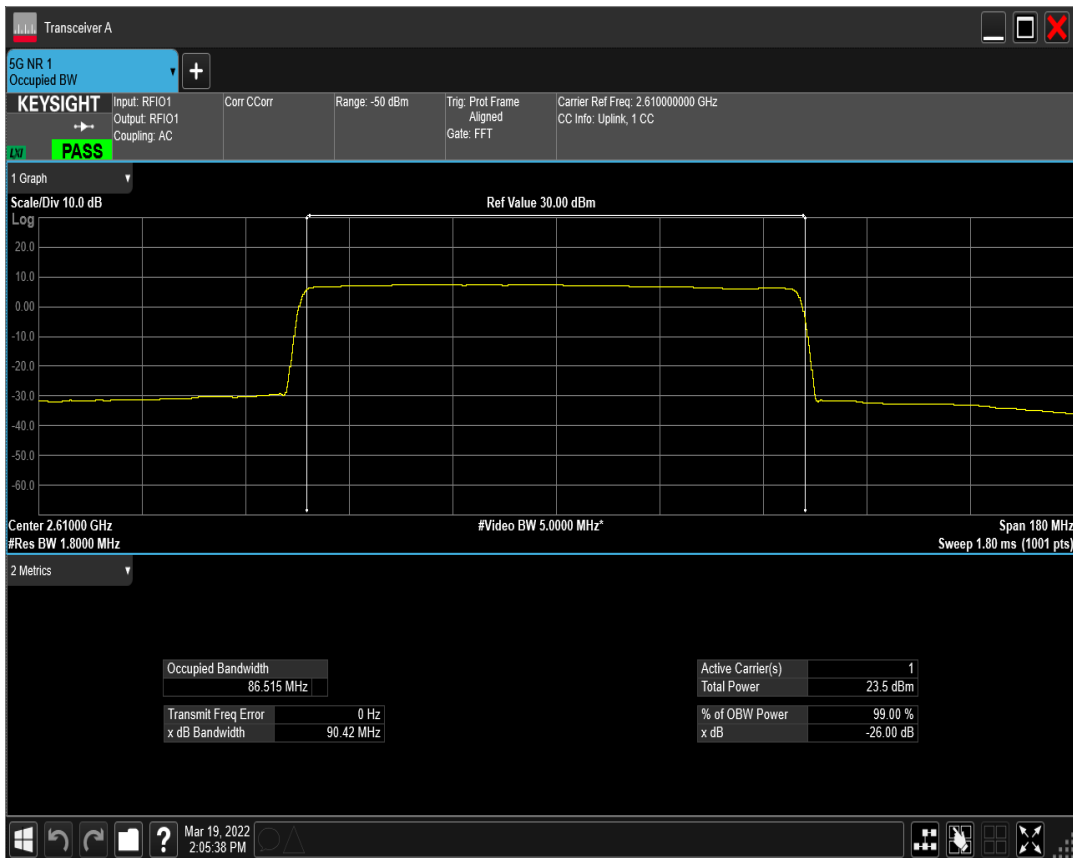 Transceiver A
5G NR 1
Occupied BW
+
KEYSIGHT
LXI
PASS
Input: RFIO1
Output: RFIO1
Coupling: AC
Corr CCorr
Range: -50 dBm
Trig: Prot Frame
Aligned
Gate: FFT
Carrier Ref Freq: 2.610000000 GHz
CC Info: Uplink, 1 CC
1 Graph
Scale/Div 10.0 dB
Ref Value 30.00 dBm
Log
20.0
10.0
0.00
-10.0
-20.0
-30.0
-40.0
-50.0
-60.0
Center 2.61000 GHz
#Video BW 5.0000 MHz*
Span 180 MHz
#Res BW 1.8000 MHz
Sweep 1.80 ms (1001 pts)
2 Metrics
Occupied Bandwidth
86.515 MHz
Transmit Freq Error 0 Hz
x dB Bandwidth 90.42 MHz
Active Carrier(s) 1
Total Power 23.5 dBm
% of OBW Power 99.00 %
x dB -26.00 dB
?
Mar 19, 2022
2:05:38 PM